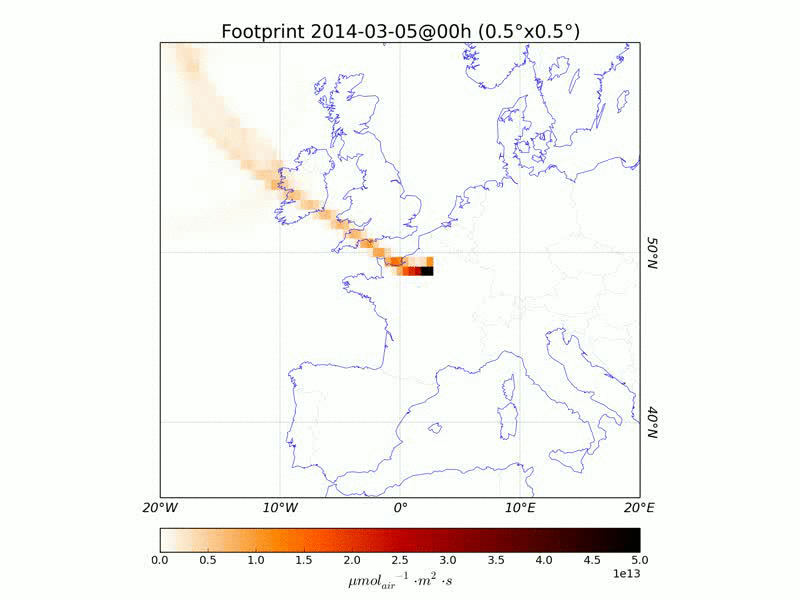 Footprint 2014-03-05@00h (0.5°x0.5°)
50°N
40°N
20°W 10°W 0° 10°E 20°E
0.0 0.5 1.0 1.5 2.0 2.5 3.0 3.5 4.0 4.5 5.0
1e13
μmol_air⁻¹ ·m² ·s